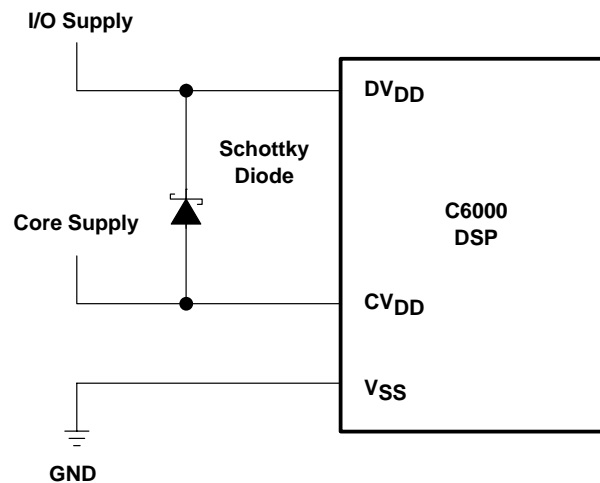 I/O Supply
DVDD
Schottky
Diode
C6000
DSP
Core Supply
CVDD
VSS
GND